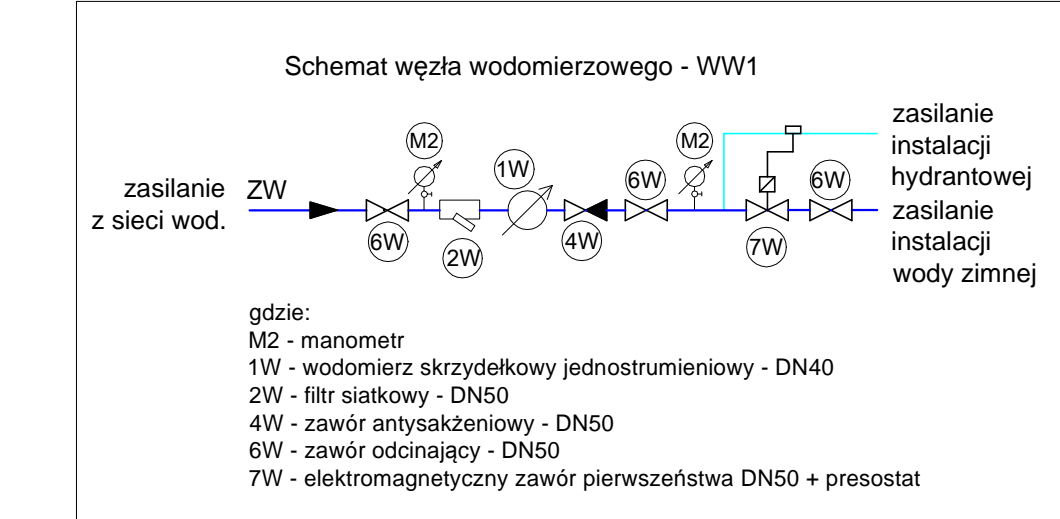 Schemat węzła wodomierzowego - WW1
zasilanie
z sieci wod.
ZW
6W
M2
2W
1W
4W
6W
M2
7W
6W
zasilanie
instalacji
hydrantowej
zasilanie
instalacji
wody zimnej
gdzie:
M2 - manometr
1W - wodomierz skrzydełkowy jednostrumieniowy - DN40
2W - filtr siatkowy - DN50
4W - zawór antysakżeniowy - DN50
6W - zawór odcinający - DN50
7W - elektromagnetyczny zawór pierwszeństwa DN50 + presostat